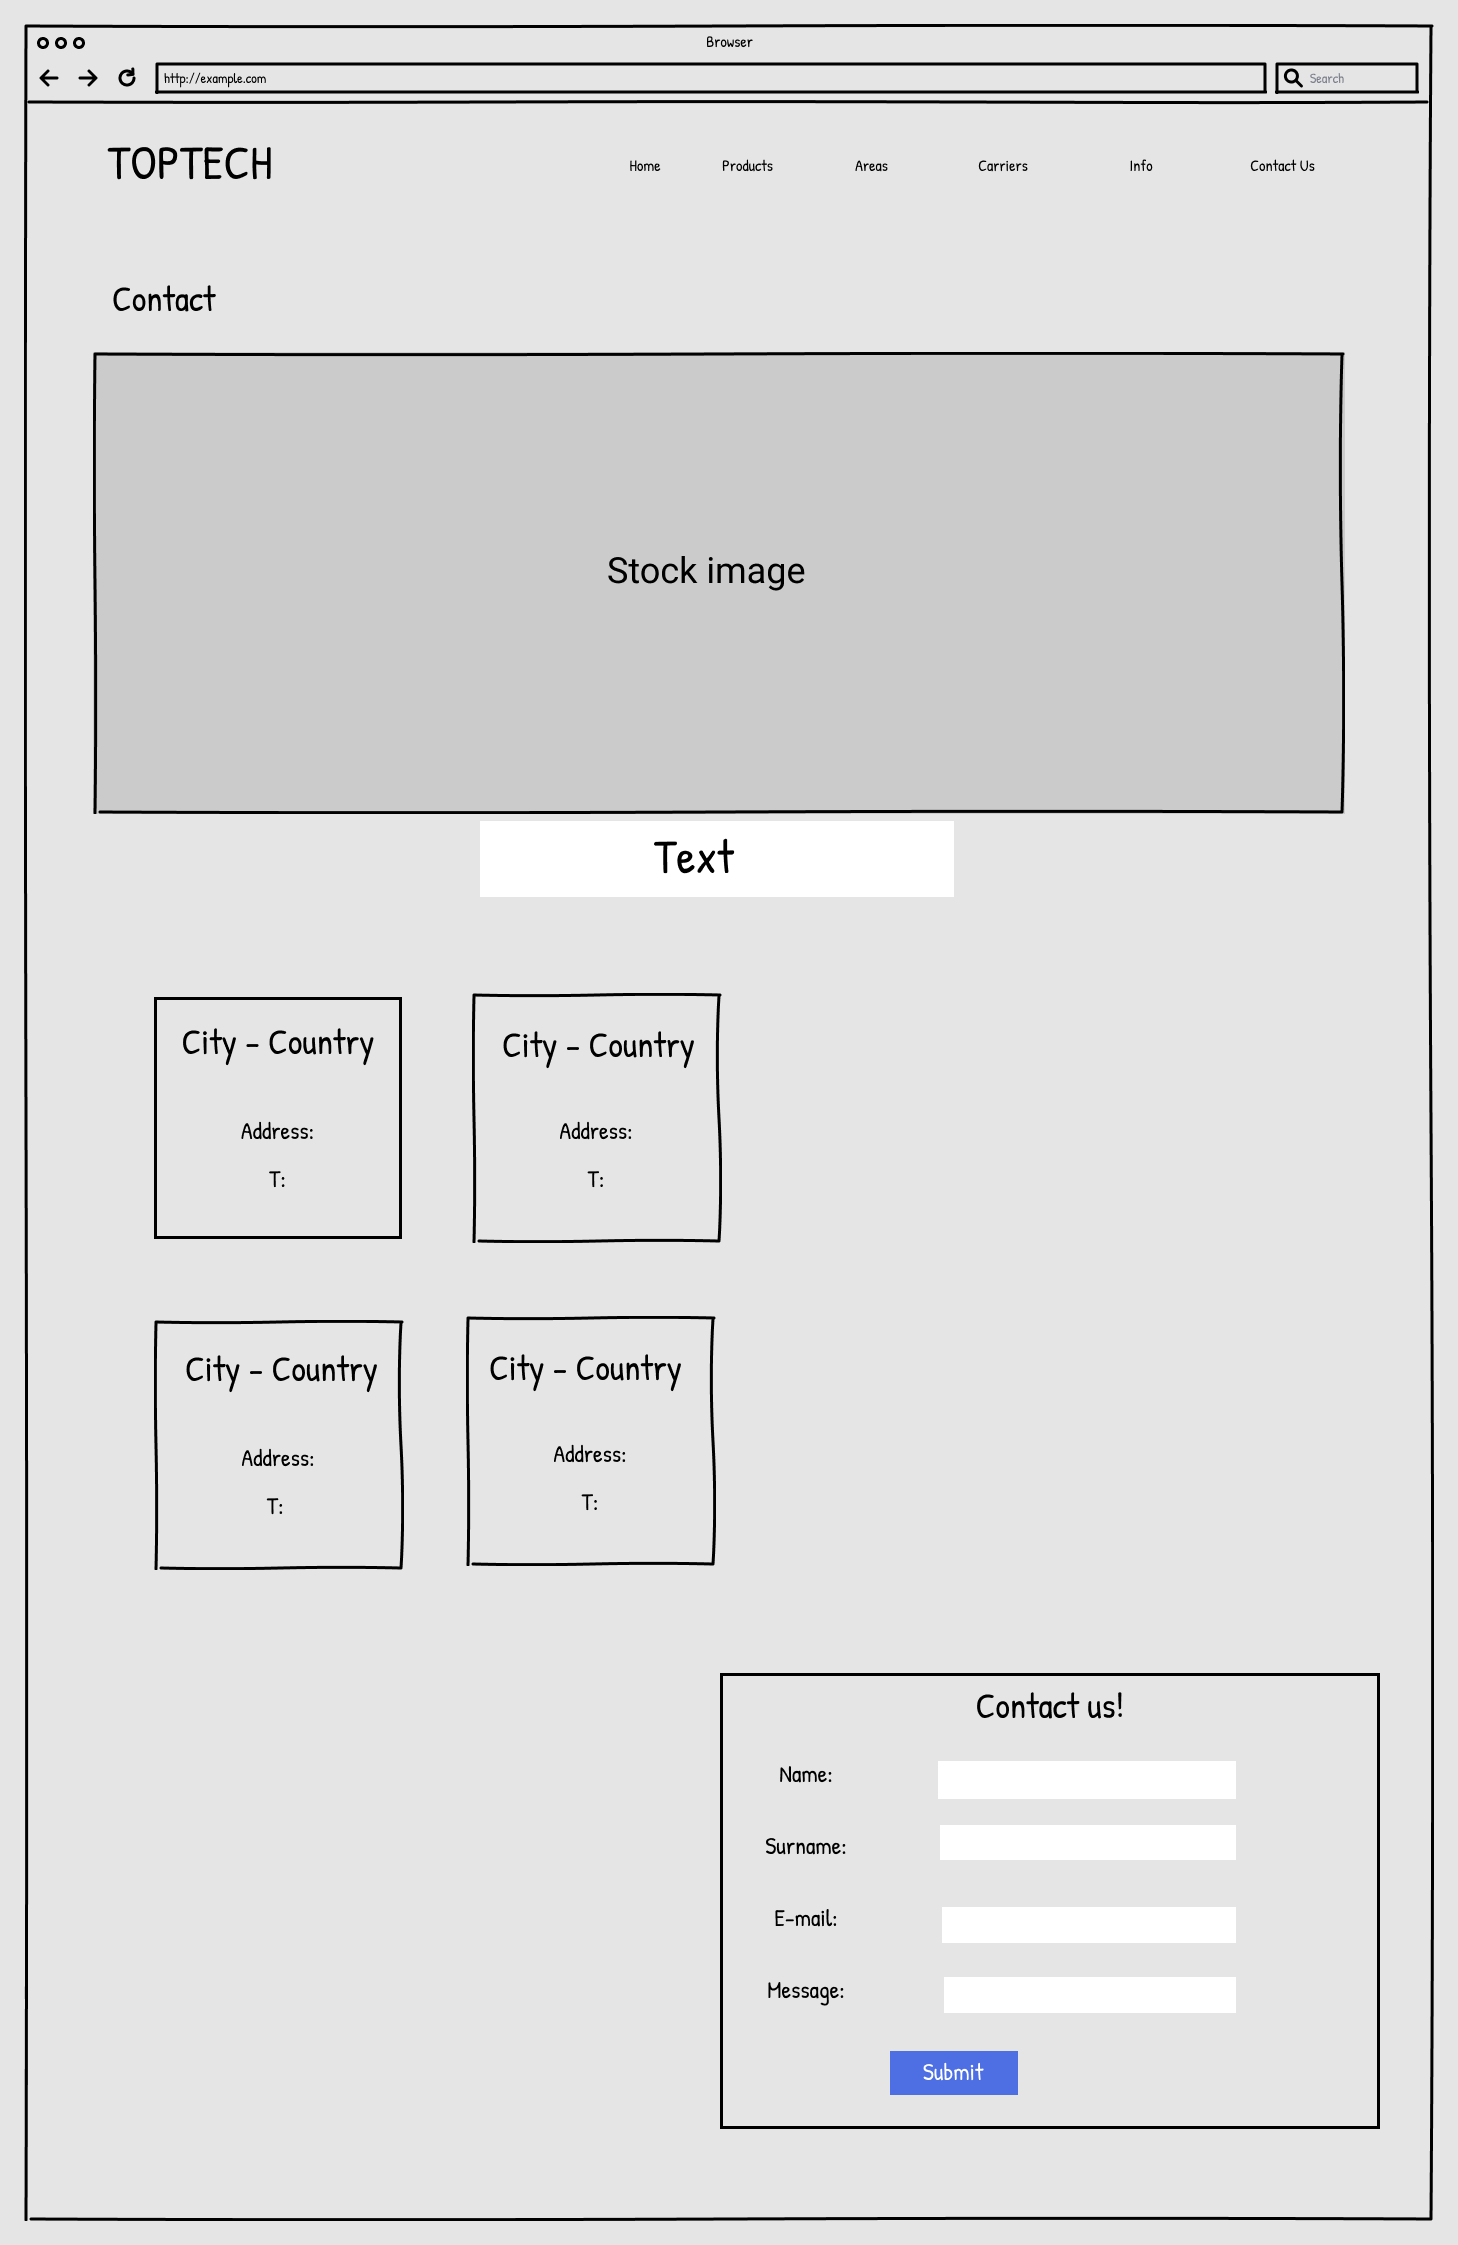 Browser
http://example.com
Search
TOPTECH
Home Products Areas Carriers Info Contact Us
Contact
Stock image
Text
City - Country
Address:
T:
City - Country
Address:
T:
City - Country
Address:
T:
City - Country
Address:
T:
Contact us!
Name:
Surname:
E-mail:
Message:
Submit